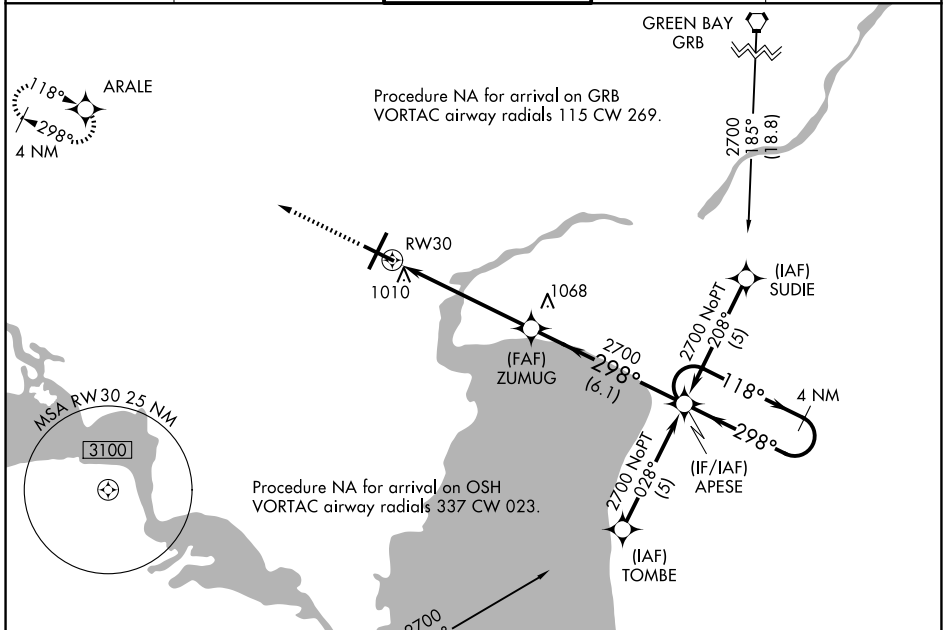 GREEN BAY
GRB
118°
ARALE
298°
4 NM
Procedure NA for arrival on GRB
VORTAC airway radials 115 CW 269.
2700
185°
(18.8)
RW30
1010
1068
(IAF)
SUDIE
2700 NoPT
208°
(5)
(FAF)
ZUMUG
2700
298°
(6.1)
118°
4 NM
298°
(IF/IAF)
APESE
MSA RW30 25 NM
3100
2700 NoPT
028°
(5)
Procedure NA for arrival on OSH
VORTAC airway radials 337 CW 023.
(IAF)
TOMBE
2700